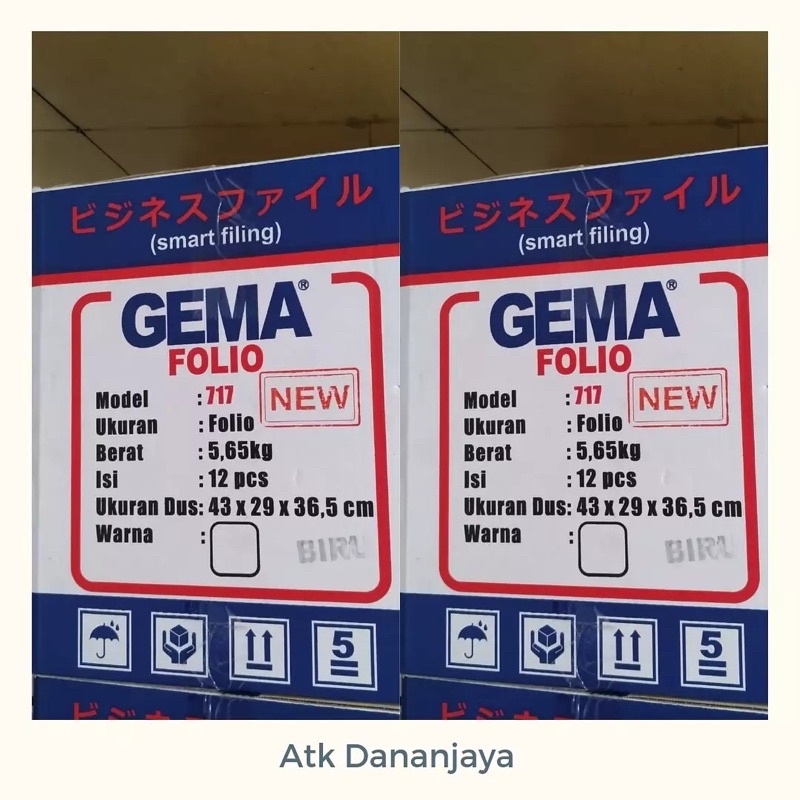 ビジネスファイル
(smart filing)
GEMA®
FOLIO
NEW
Model : 717
Ukuran : Folio
Berat : 5,65kg
Isi : 12 pcs
Ukuran Dus: 43 x 29 x 36,5 cm
Warna :
BIRU
5
ビジネスファイル
(smart filing)
GEMA®
FOLIO
NEW
Model : 717
Ukuran : Folio
Berat : 5,65kg
Isi : 12 pcs
Ukuran Dus: 43 x 29 x 36,5 cm
Warna :
BIRU
5
Atk Dananjaya